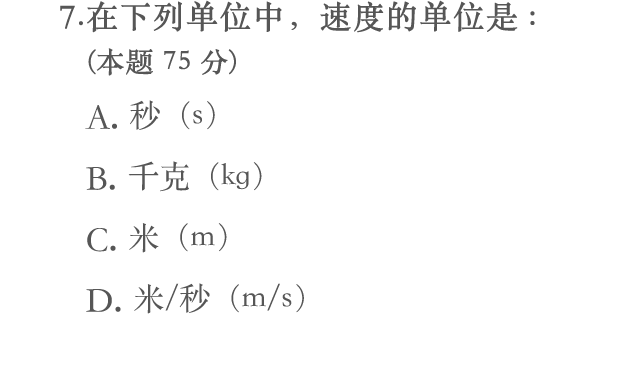 7.在下列单位中，速度的单位是：
(本题 75 分)
A. 秒（s）
B. 千克（kg）
C. 米（m）
D. 米/秒（m/s）